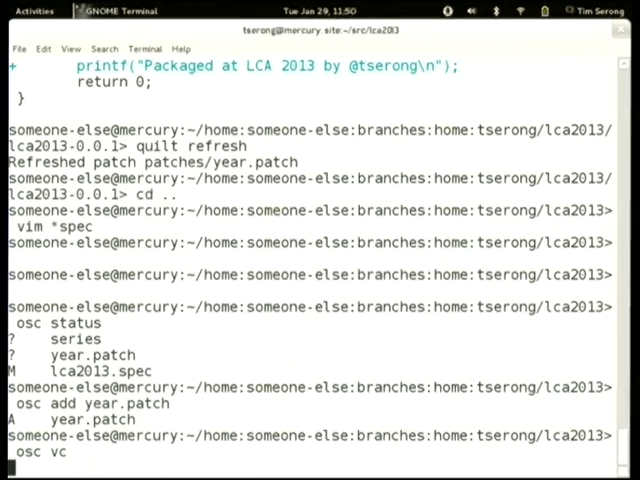 Activities GNOME Terminal Tue Jan 29, 11:50 Tim Serong
tserong@mercury.site:~/src/lca2013
File Edit View Search Terminal Help
+ printf("Packaged at LCA 2013 by @tserong\n");
return 0;
}
someone-else@mercury:~/home:someone-else:branches:home:tserong/lca2013/
lca2013-0.0.1> quilt refresh
Refreshed patch patches/year.patch
someone-else@mercury:~/home:someone-else:branches:home:tserong/lca2013/
lca2013-0.0.1> cd ..
someone-else@mercury:~/home:someone-else:branches:home:tserong/lca2013>
vim *spec
someone-else@mercury:~/home:someone-else:branches:home:tserong/lca2013>
someone-else@mercury:~/home:someone-else:branches:home:tserong/lca2013>
someone-else@mercury:~/home:someone-else:branches:home:tserong/lca2013>
osc status
? series
? year.patch
M lca2013.spec
someone-else@mercury:~/home:someone-else:branches:home:tserong/lca2013>
osc add year.patch
A year.patch
someone-else@mercury:~/home:someone-else:branches:home:tserong/lca2013>
osc vc